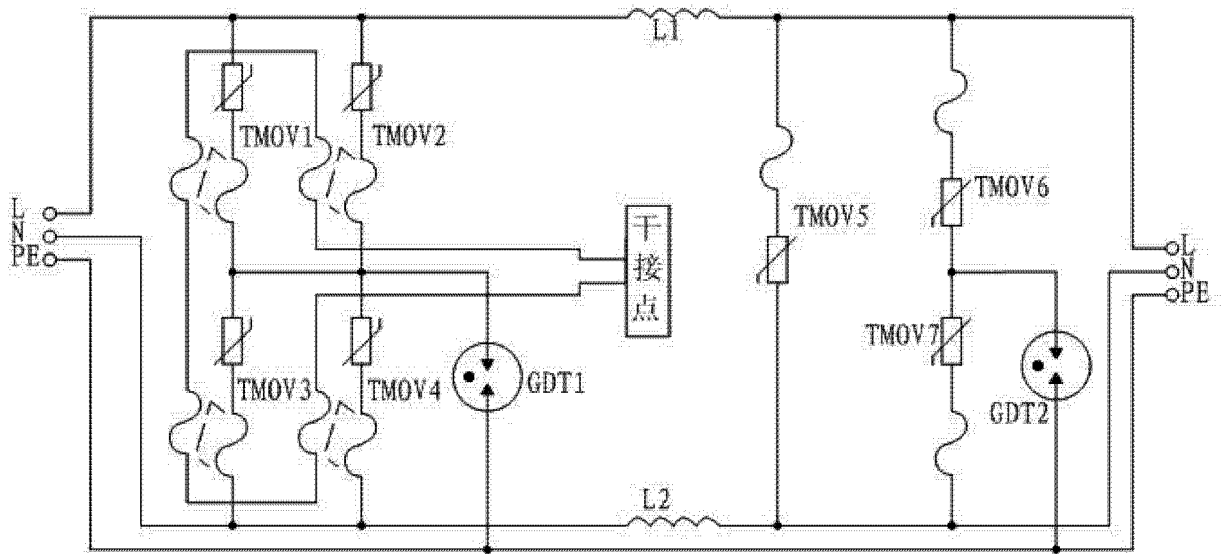 L1
TMOV1
TMOV2
TMOV6
L
N
PE
干
接
点
TMOV5
L
N
PE
TMOV7
TMOV3
TMOV4
GDT1
GDT2
L2